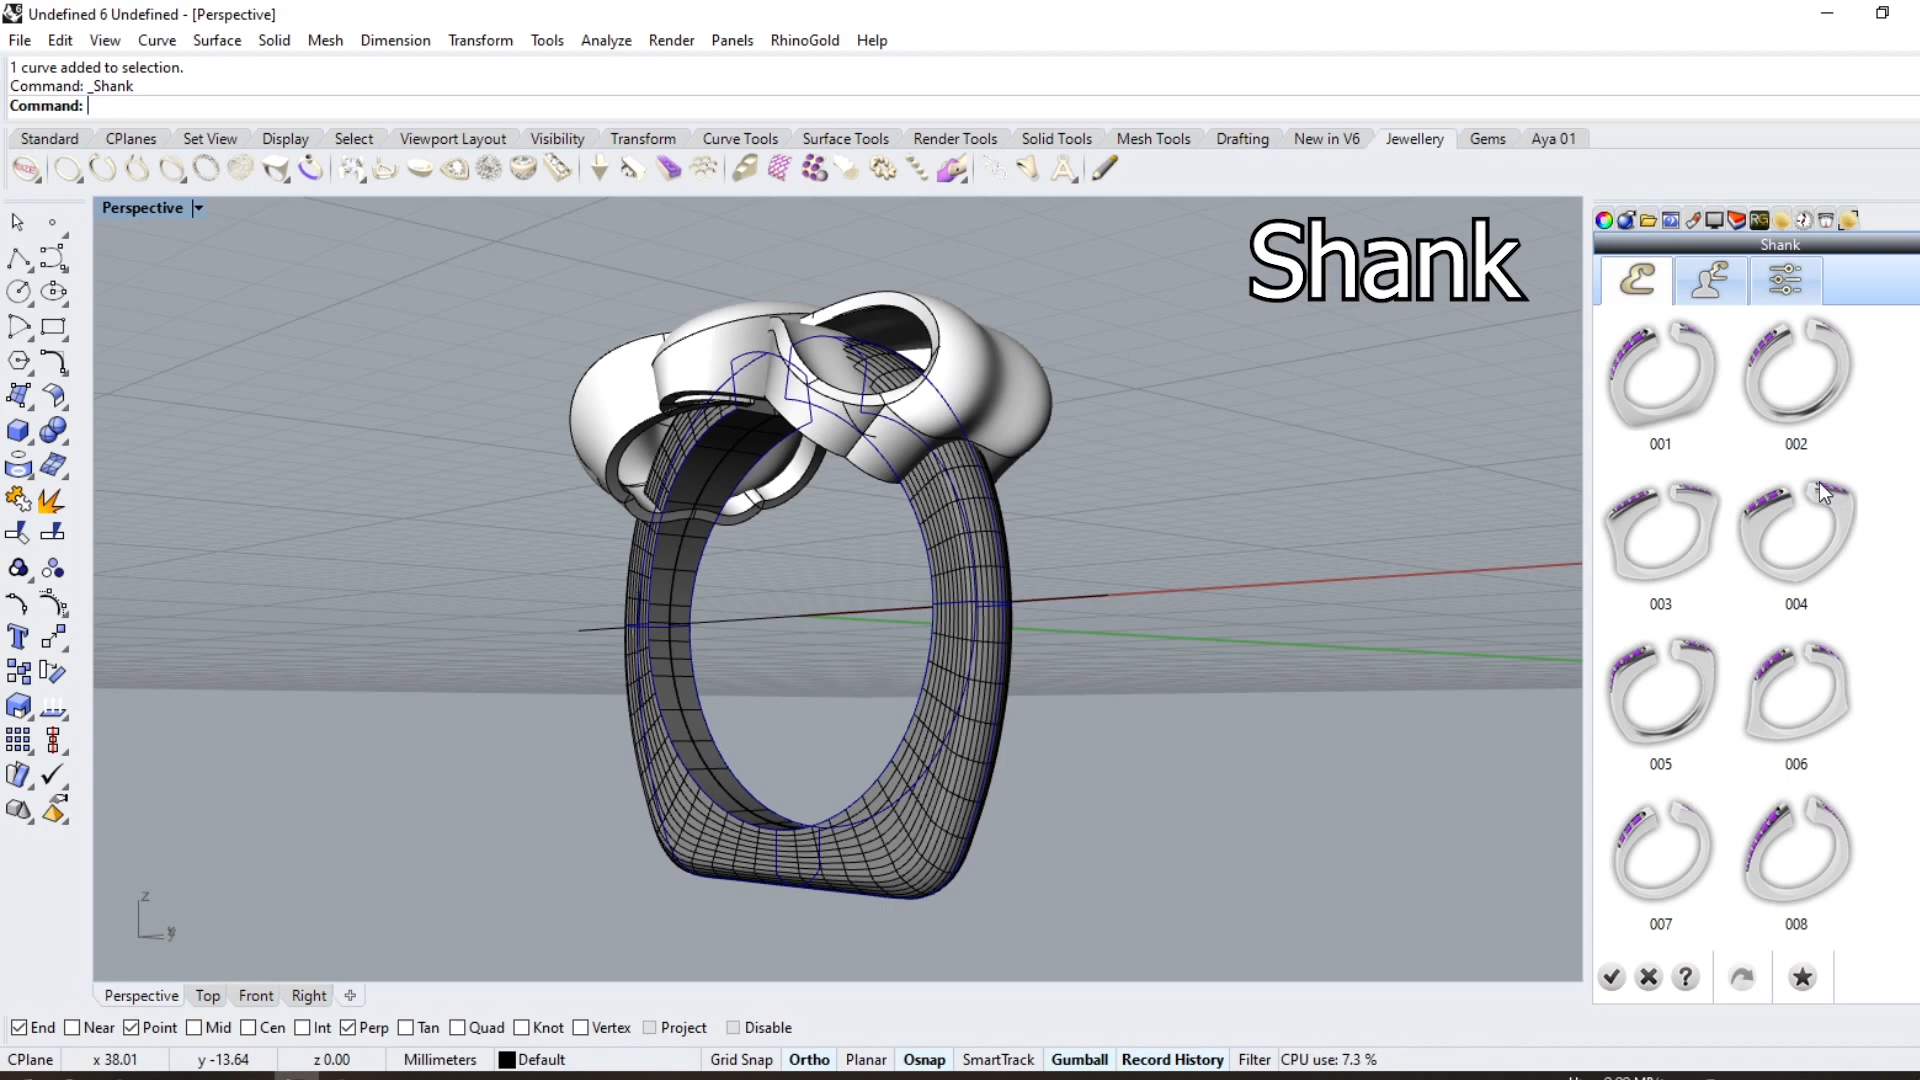 Undefined 6 Undefined - [Perspective]
File Edit View Curve Surface Solid Mesh Dimension Transform Tools Analyze Render Panels RhinoGold Help
1 curve added to selection.
Command: _Shank
Command:
Standard CPlanes Set View Display Select Viewport Layout Visibility Transform Curve Tools Surface Tools Render Tools Solid Tools Mesh Tools Drafting New in V6 Jewellery Gems Aya 01
Perspective
Shank
RG
Shank
001 002
003 004
005 006
007 008
z
Perspective Top Front Right
End Near Point Mid Cen Int Perp Tan Quad Knot Vertex Project Disable
CPlane x 38.01 y -13.64 z 0.00 Millimeters Default Grid Snap Ortho Planar Osnap SmartTrack Gumball Record History Filter CPU use: 7.3 %